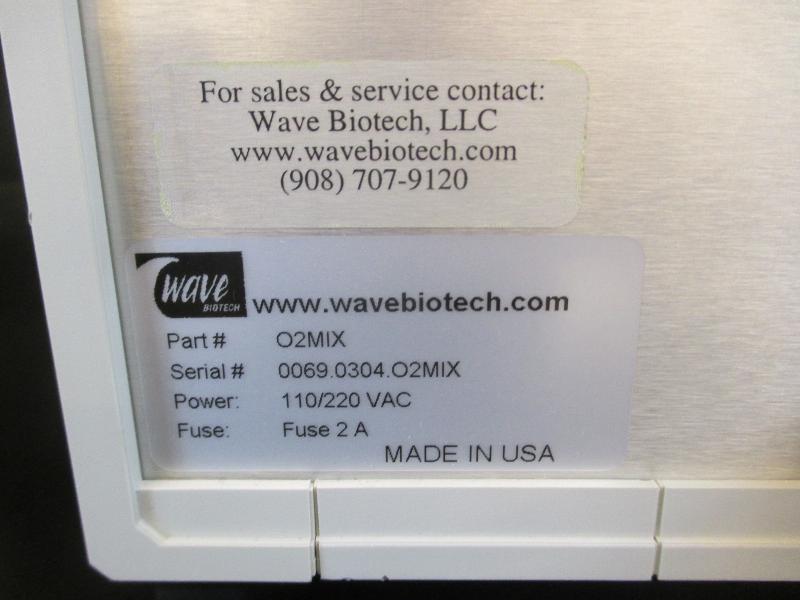 For sales & service contact:
Wave Biotech, LLC
www.wavebiotech.com
(908) 707-9120
wave
BIOTECH
www.wavebiotech.com
Part # O2MIX
Serial # 0069.0304.O2MIX
Power: 110/220 VAC
Fuse: Fuse 2 A
MADE IN USA